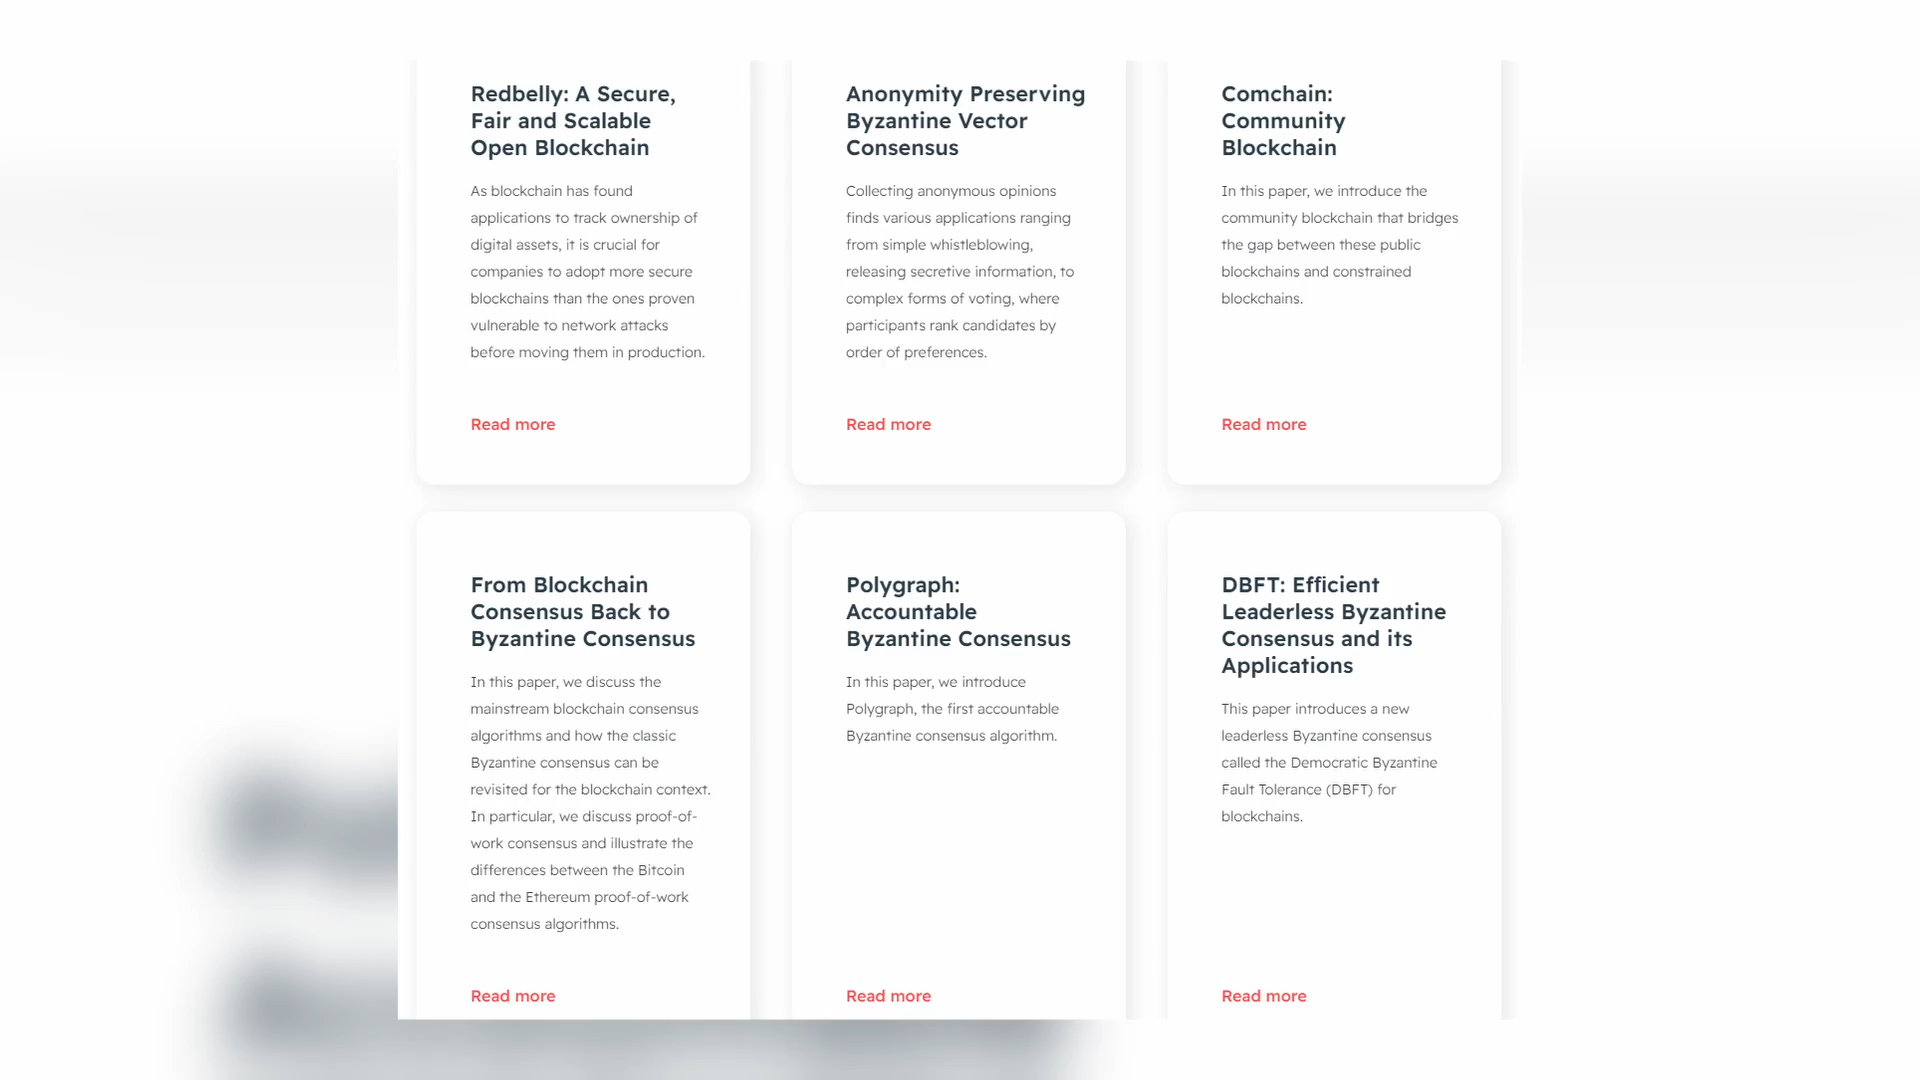 Redbelly: A Secure,
Fair and Scalable
Open Blockchain
As blockchain has found
applications to track ownership of
digital assets, it is crucial for
companies to adopt more secure
blockchains than the ones proven
vulnerable to network attacks
before moving them in production.
Read more
Anonymity Preserving
Byzantine Vector
Consensus
Collecting anonymous opinions
finds various applications ranging
from simple whistleblowing,
releasing secretive information, to
complex forms of voting, where
participants rank candidates by
order of preferences.
Read more
Comchain:
Community
Blockchain
In this paper, we introduce the
community blockchain that bridges
the gap between these public
blockchains and constrained
blockchains.
Read more
From Blockchain
Consensus Back to
Byzantine Consensus
In this paper, we discuss the
mainstream blockchain consensus
algorithms and how the classic
Byzantine consensus can be
revisited for the blockchain context.
In particular, we discuss proof-of-
work consensus and illustrate the
differences between the Bitcoin
and the Ethereum proof-of-work
consensus algorithms.
Read more
Polygraph:
Accountable
Byzantine Consensus
In this paper, we introduce
Polygraph, the first accountable
Byzantine consensus algorithm.
Read more
DBFT: Efficient
Leaderless Byzantine
Consensus and its
Applications
This paper introduces a new
leaderless Byzantine consensus
called the Democratic Byzantine
Fault Tolerance (DBFT) for
blockchains.
Read more